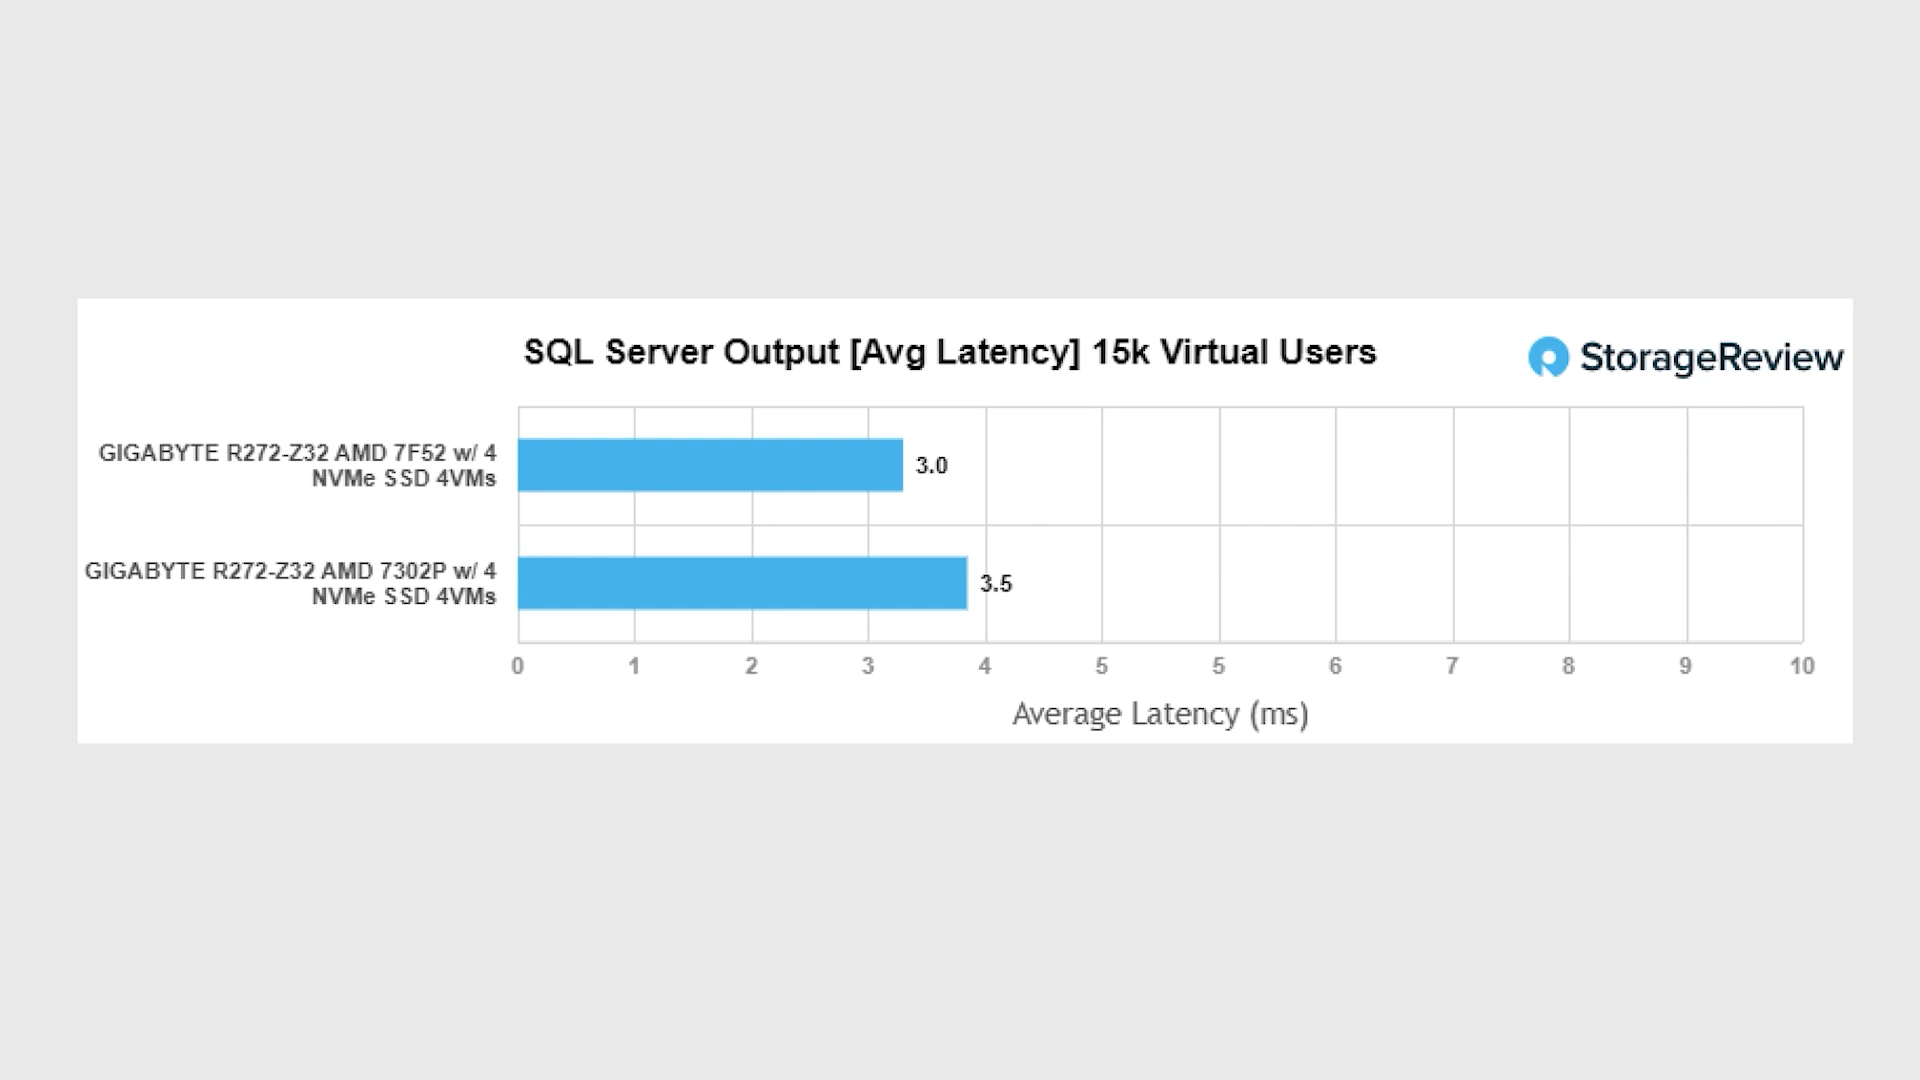 SQL Server Output [Avg Latency] 15k Virtual Users
StorageReview
GIGABYTE R272-Z32 AMD 7F52 w/ 4
NVMe SSD 4VMs
3.0
GIGABYTE R272-Z32 AMD 7302P w/ 4
NVMe SSD 4VMs
3.5
0 1 2 3 4 5 5 6 7 8 9 10
Average Latency (ms)